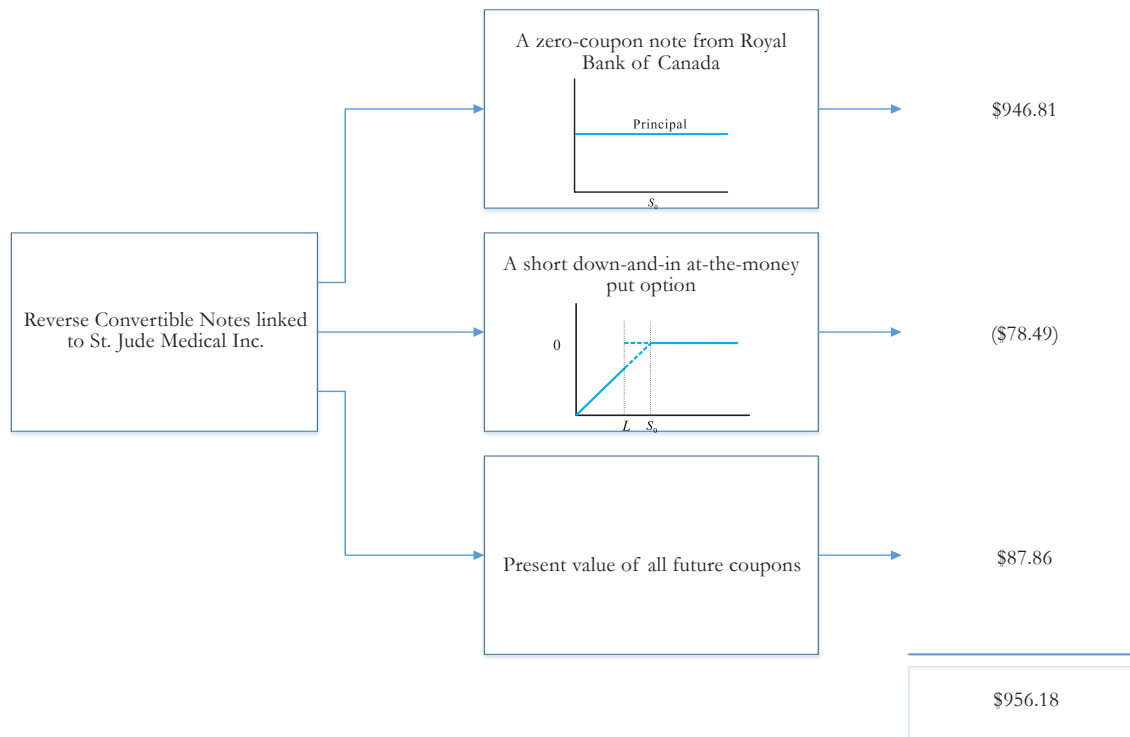 A zero-coupon note from Royal
Bank of Canada
Principal
S₀
$946.81
Reverse Convertible Notes linked
to St. Jude Medical Inc.
A short down-and-in at-the-money
put option
0
L S₀
($78.49)
Present value of all future coupons
$87.86
$956.18